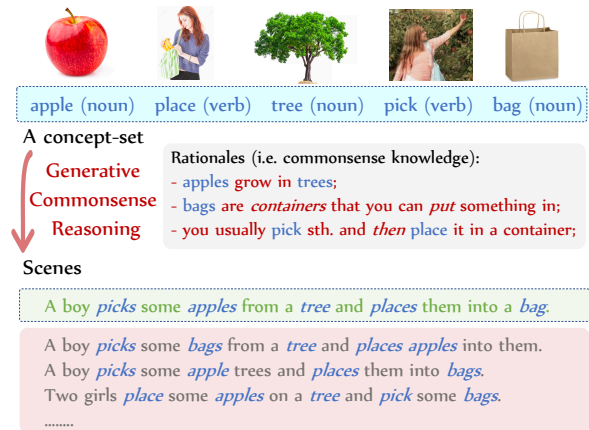 apple (noun) place (verb) tree (noun) pick (verb) bag (noun)
A concept-set
Generative
Commonsense
Reasoning
Rationales (i.e. commonsense knowledge):
- apples grow in trees;
- bags are containers that you can put something in;
- you usually pick sth. and then place it in a container;
Scenes
A boy picks some apples from a tree and places them into a bag.
A boy picks some bags from a tree and places apples into them.
A boy picks some apple trees and places them into bags.
Two girls place some apples on a tree and pick some bags.
........